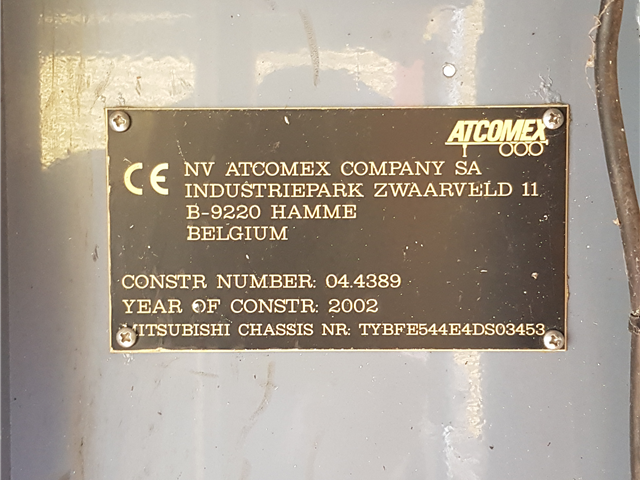 ATCOMEX
CE NV ATCOMEX COMPANY SA
INDUSTRIEPARK ZWAARVELD 11
B-9220 HAMME
BELGIUM
CONSTR NUMBER: 04.4389
YEAR OF CONSTR: 2002
MITSUBISHI CHASSIS NR: TYBFE544E4DS03453